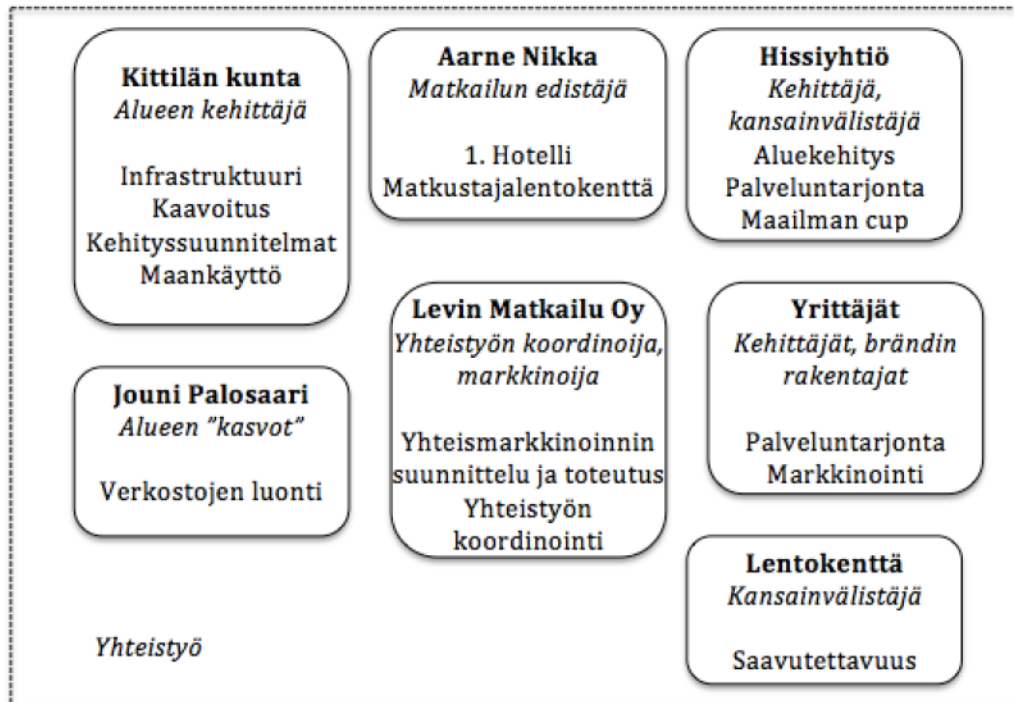 Kittilän kunta
Alueen kehittäjä
Infrastruktuuri
Kaavoitus
Kehityssuunnitelmat
Maankäyttö
Aarne Nikka
Matkailun edistäjä
1. Hotelli
Matkustajalentokenttä
Hissiyhtiö
Kehittäjä,
kansainvälistäjä
Aluekehitys
Palveluntarjonta
Maailman cup
Jouni Palosaari
Alueen ”kasvot”
Verkostojen luonti
Levin Matkailu Oy
Yhteistyön koordinoija,
markkinoija
Yhteismarkkinoinnin
suunnittelu ja toteutus
Yhteistyön
koordinointi
Yrittäjät
Kehittäjät, brändin
rakentajat
Palveluntarjonta
Markkinointi
Lentokenttä
Kansainvälistäjä
Saavutettavuus
Yhteistyö